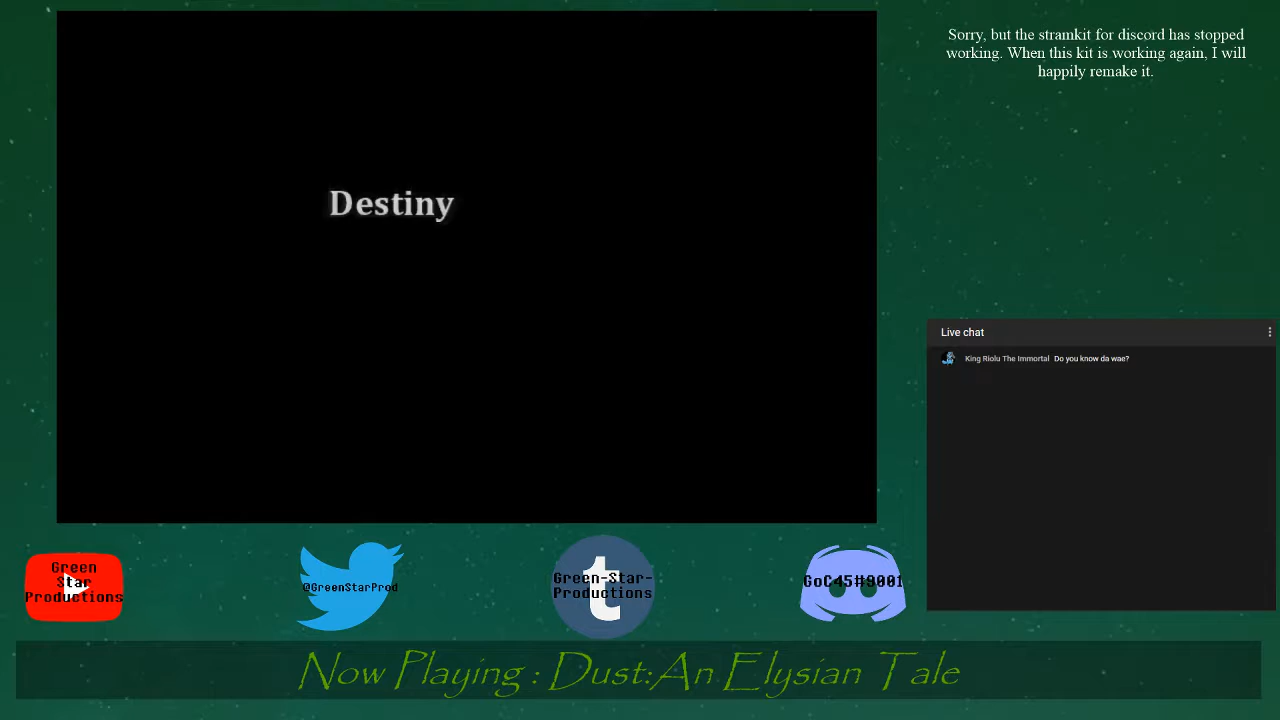 Sorry, but the stramkit for discord has stopped
working. When this kit is working again, I will
happily remake it.
Destiny
Live chat
King Riolu The Immortal Do you know da wae?
Green
Star
Productions
@GreenStarProd
t
Green-Star-
Productions
GoC45#9001
Now Playing : Dust:An Elysian Tale